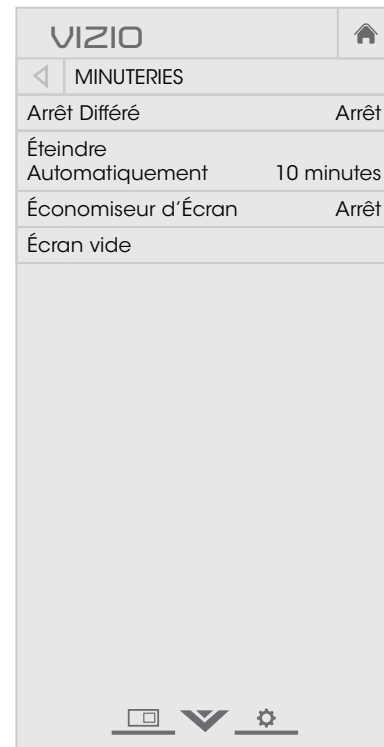 VIZIO
MINUTERIES
Arrêt Différé Arrêt
Éteindre
Automatiquement 10 minutes
Économiseur d'Écran Arrêt
Écran vide